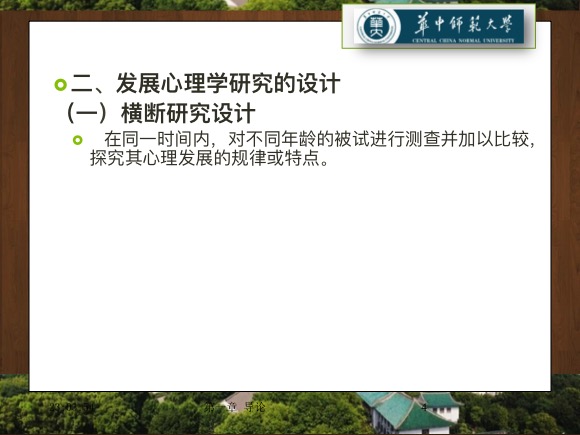 華中師範大學
CENTRAL CHINA NORMAL UNIVERSITY
二、发展心理学研究的设计
（一）横断研究设计
在同一时间内，对不同年龄的被试进行测查并加以比较，
探究其心理发展的规律或特点。
章 导论